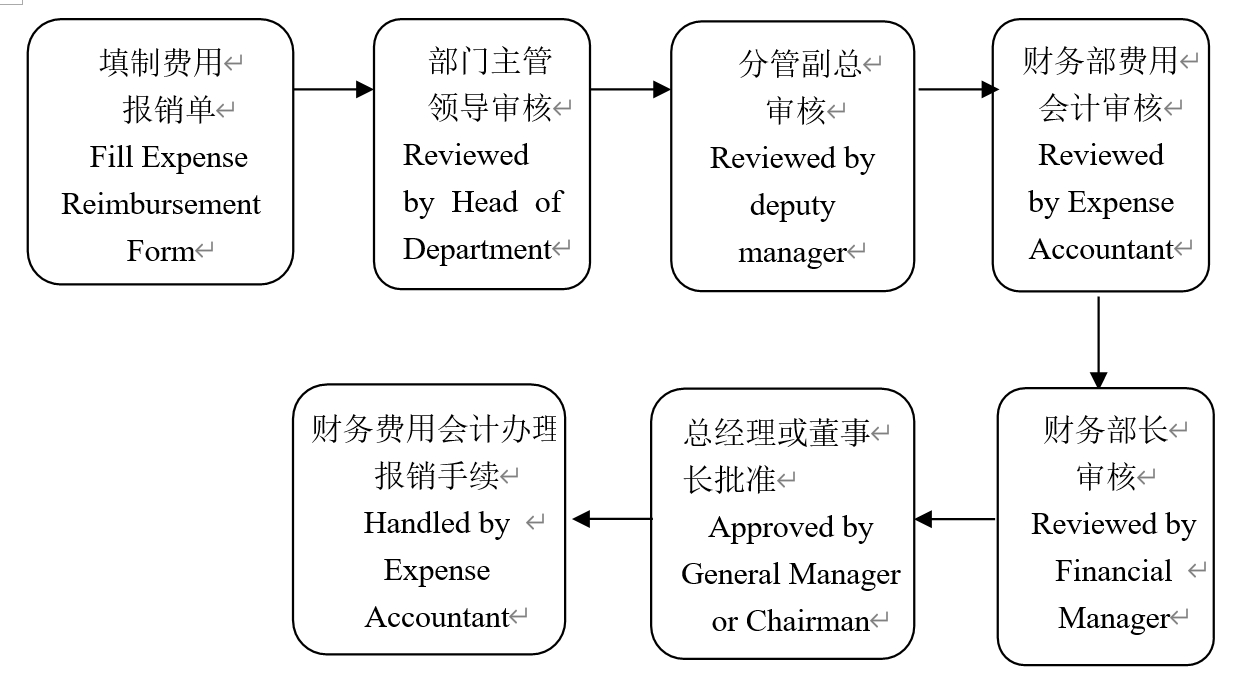 填制费用
报销单
Fill Expense
Reimbursement
Form
部门主管
领导审核
Reviewed
by Head of
Department
分管副总
审核
Reviewed by
deputy
manager
财务部费用
会计审核
Reviewed
by Expense
Accountant
财务部长
审核
Reviewed by
Financial
Manager
总经理或董事
长批准
Approved by
General Manager
or Chairman
财务费用会计办理
报销手续
Handled by
Expense
Accountant